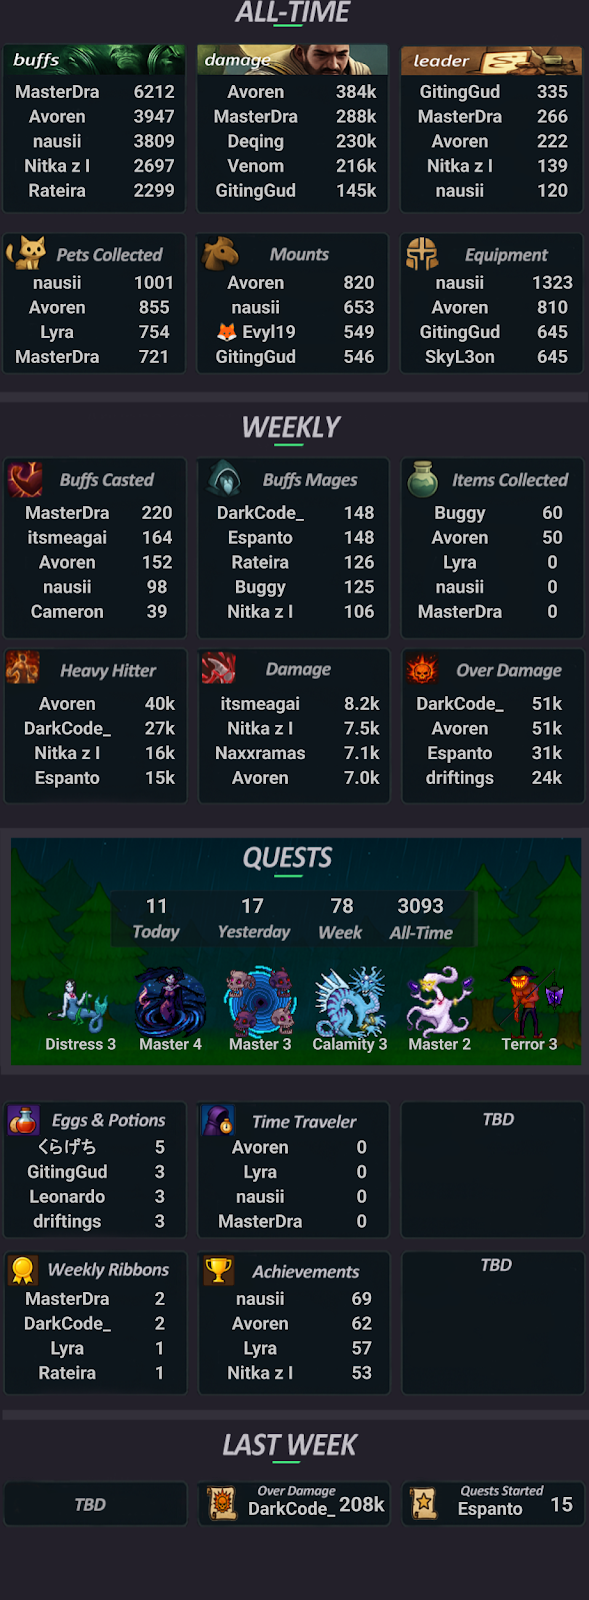 ALL-TIME
buffs
MasterDra 6212
Avoren 3947
nausii 3809
Nitka z l 2697
Rateira 2299
damage
Avoren 384k
MasterDra 288k
Deqing 230k
Venom 216k
GitingGud 145k
leader
GitingGud 335
MasterDra 266
Avoren 222
Nitka z l 139
nausii 120
Pets Collected
nausii 1001
Avoren 855
Lyra 754
MasterDra 721
Mounts
Avoren 820
nausii 653
🦊 Evyl19 549
GitingGud 546
Equipment
nausii 1323
Avoren 810
GitingGud 645
SkyL3on 645
WEEKLY
Buffs Casted
MasterDra 220
itsmeagai 164
Avoren 152
nausii 98
Cameron 39
Buffs Mages
DarkCode_ 148
Espanto 148
Rateira 126
Buggy 125
Nitka z l 106
Items Collected
Buggy 60
Avoren 50
Lyra 0
nausii 0
MasterDra 0
Heavy Hitter
Avoren 40k
DarkCode_ 27k
Nitka z l 16k
Espanto 15k
Damage
itsmeagai 8.2k
Nitka z l 7.5k
Naxxramas 7.1k
Avoren 7.0k
Over Damage
DarkCode_ 51k
Avoren 51k
Espanto 31k
driftings 24k
QUESTS
11 17 78 3093
Today Yesterday Week All-Time
Distress 3 Master 4 Master 3 Calamity 3 Master 2 Terror 3
Eggs & Potions
くらげち 5
GitingGud 3
Leonardo 3
driftings 3
Time Traveler
Avoren 0
Lyra 0
nausii 0
MasterDra 0
TBD
Weekly Ribbons
MasterDra 2
DarkCode_ 2
Lyra 1
Rateira 1
Achievements
nausii 69
Avoren 62
Lyra 57
Nitka z l 53
TBD
LAST WEEK
TBD
Over Damage
DarkCode_ 208k
Quests Started
Espanto 15